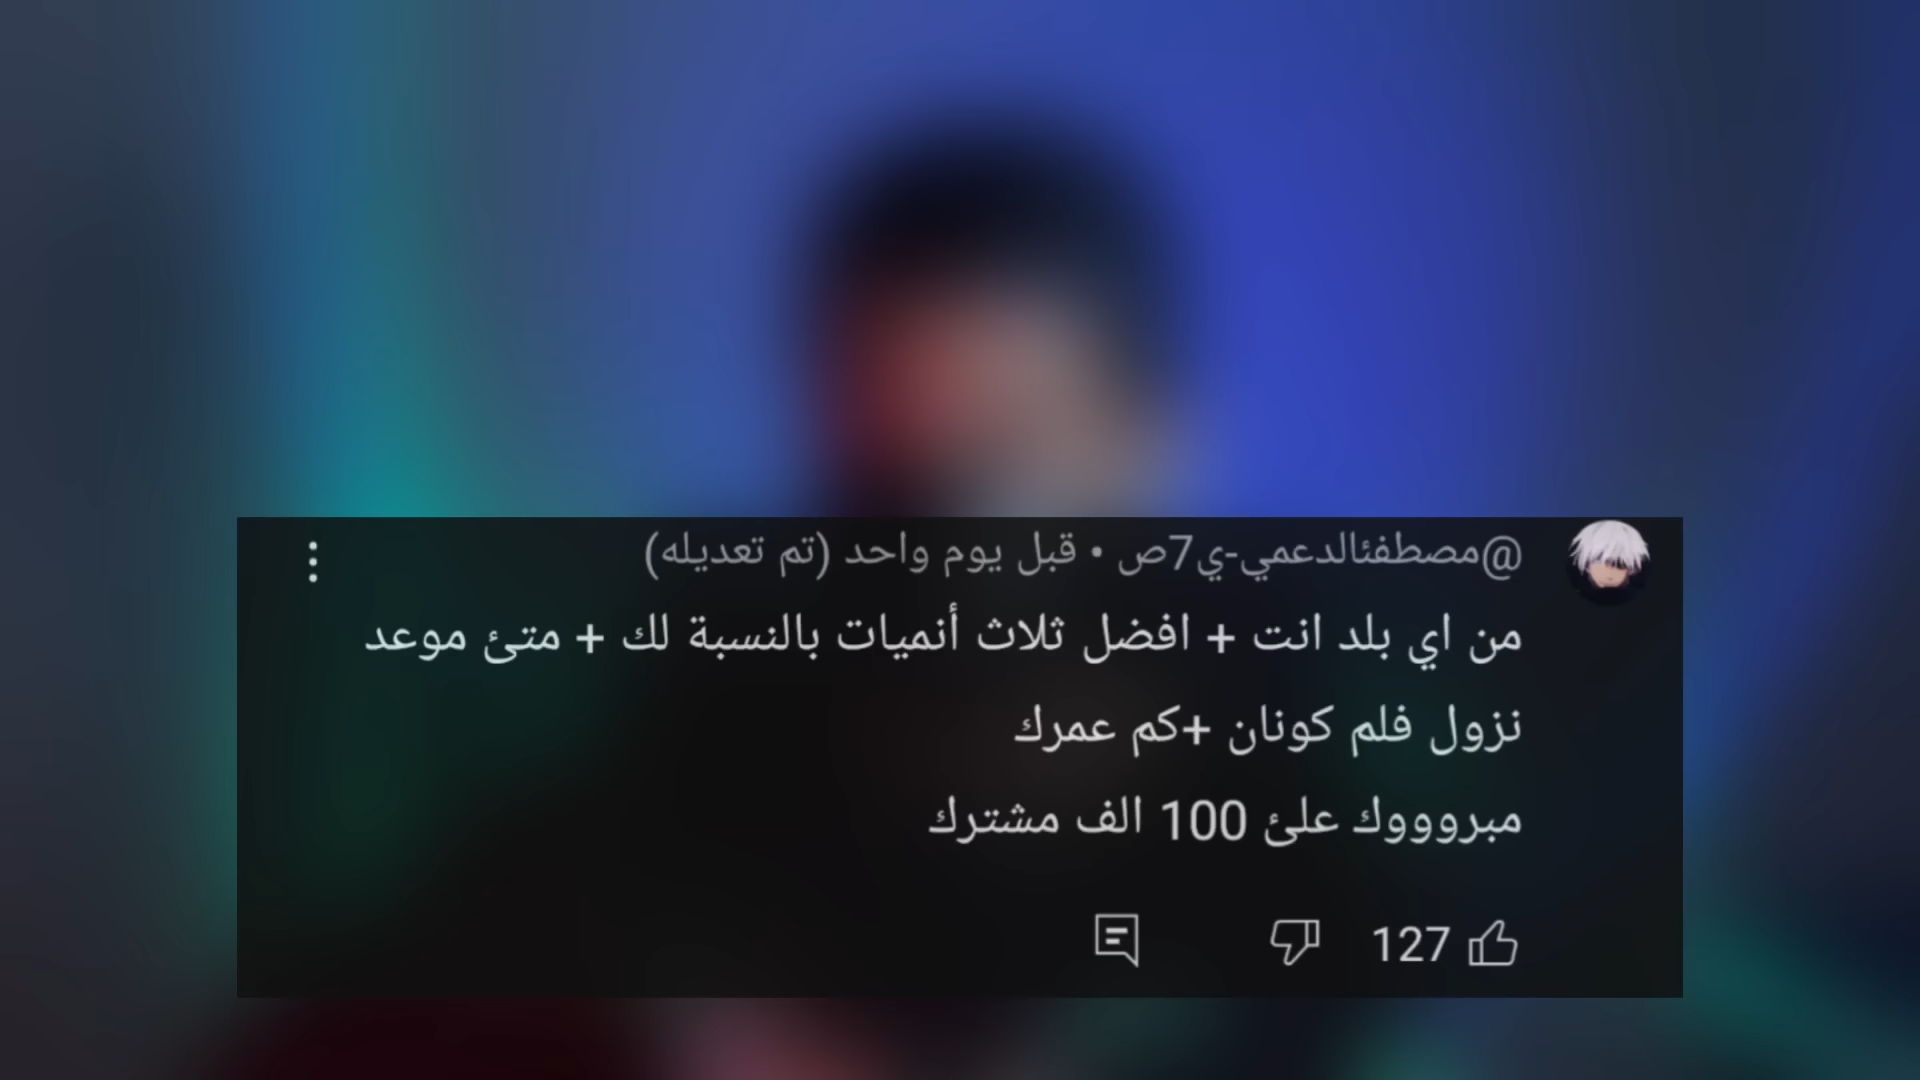 @مصطفئالدعمي-ي7ص • قبل يوم واحد (تم تعديله)
من اي بلد انت + افضل ثلاث أنميات بالنسبة لك + متئ موعد
نزول فلم كونان +كم عمرك
مبروووك علئ 100 الف مشترك
127